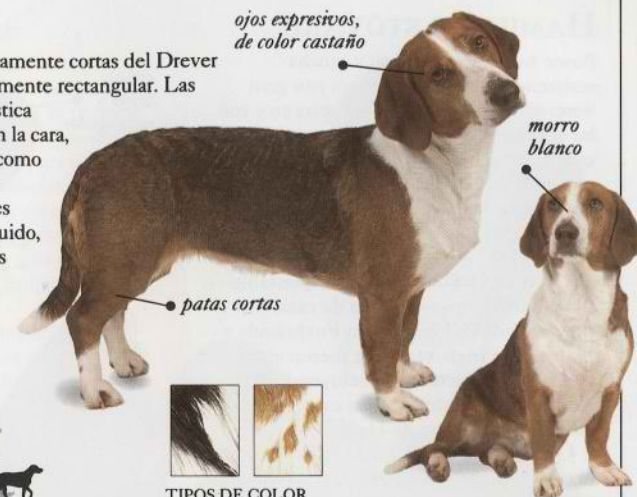 ojos expresivos,
de color castaño
amente cortas del Drever
mente rectangular. Las
stica
n la cara,
como
es
uido,
s
morro
blanco
patas cortas
TIPOS DE COLOR